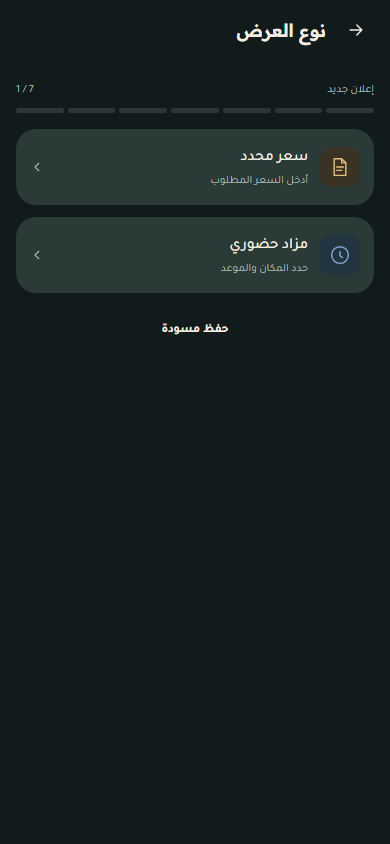 نوع العرض
إعلان جديد
1 / 7
سعر محدد
أدخل السعر المطلوب
مزاد حضوري
حدد المكان والموعد
حفظ مسودة